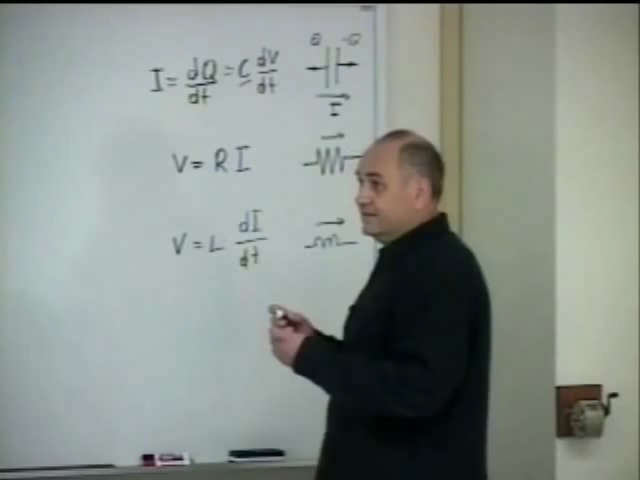 I = dQ/dt = C dV/dt Q -Q
I
V = R I
V = L dI/dt